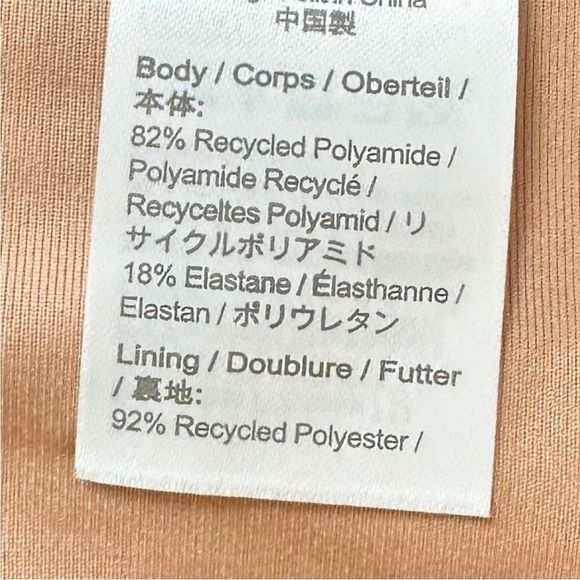 China
中国製
Body / Corps / Oberteil /
本体:
82% Recycled Polyamide /
Polyamide Recyclé /
Recyceltes Polyamid / リ
サイクルポリアミド
18% Elastane / Élasthanne /
Elastan / ポリウレタン
Lining / Doublure / Futter
/ 裏地:
92% Recycled Polyester /